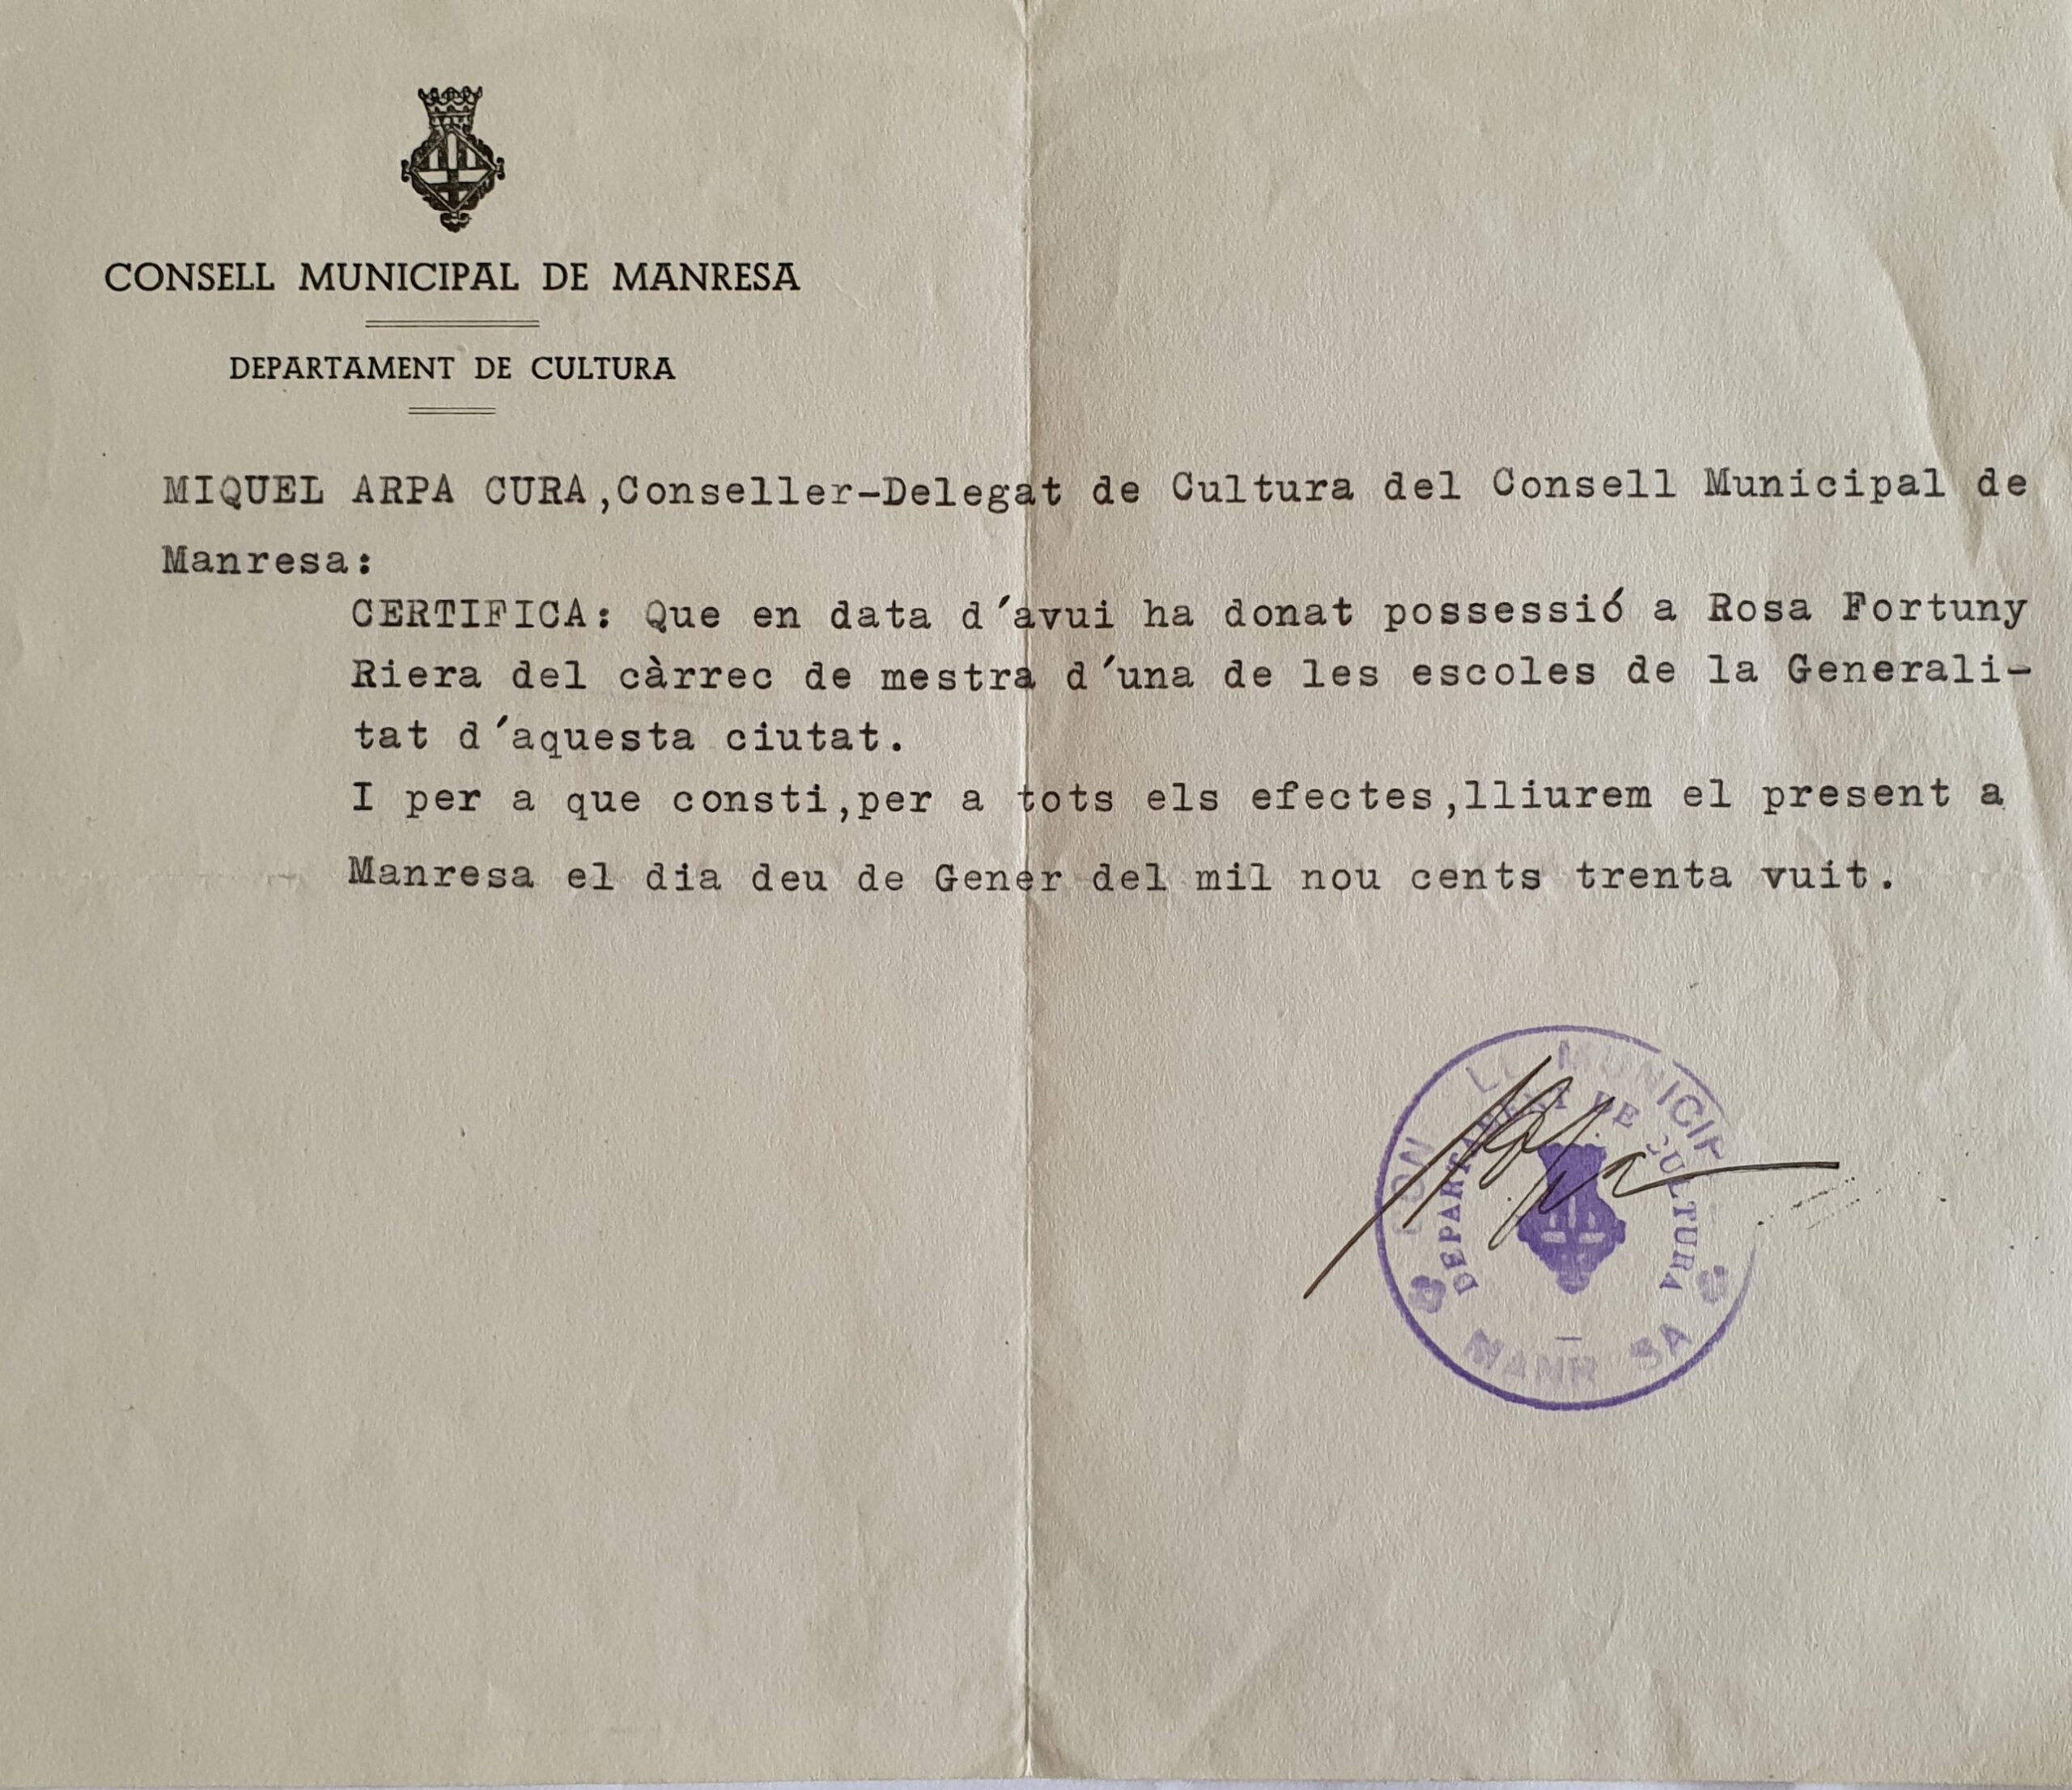 CONSELL MUNICIPAL DE MANRESA
DEPARTAMENT DE CULTURA
MIQUEL ARPA CURA,Conseller-Delegat de Cultura del Consell Municipal de
Manresa:
CERTIFICA: Que en data d´avui ha donat possessió a Rosa Fortuny
Riera del càrrec de mestra d´una de les escoles de la Generali-
tat d´aquesta ciutat.
I per a que consti,per a tots els efectes,lliurem el present a
Manresa el dia deu de Gener del mil nou cents trenta vuit.
MUNICIP
DE CULTURA